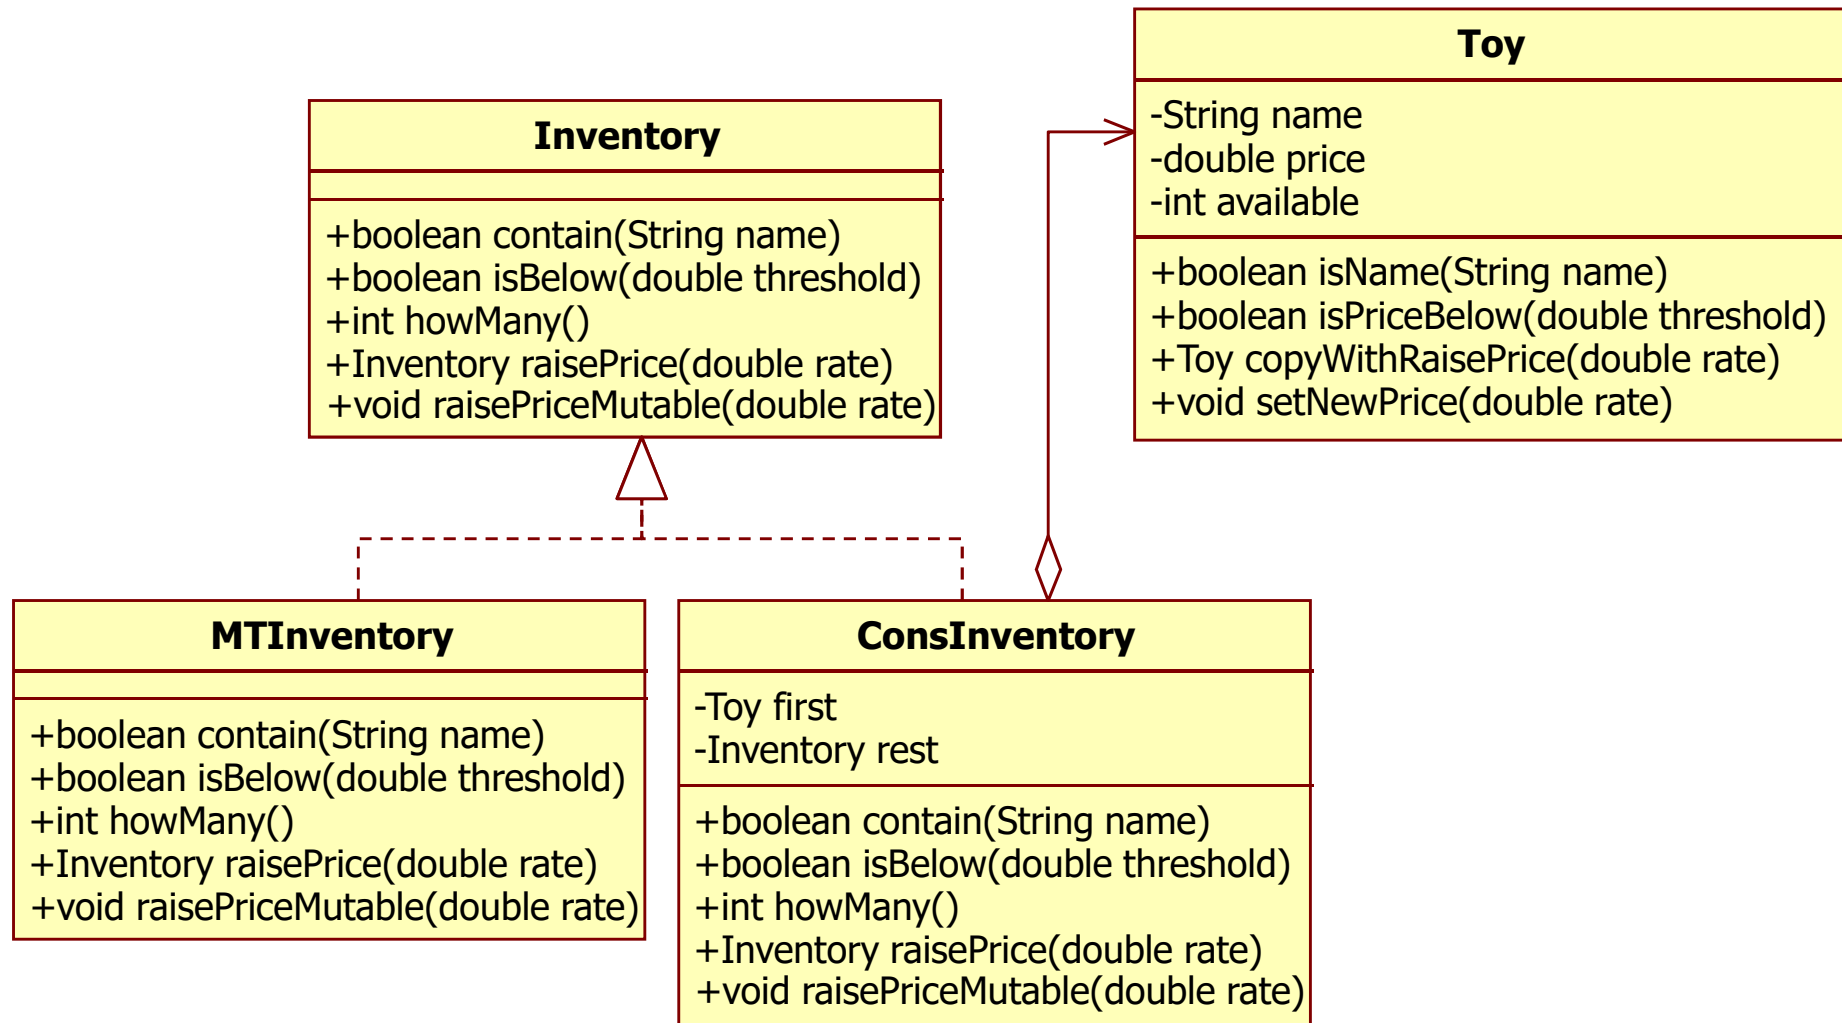 Toy
-String name
-double price
-int available
+boolean isName(String name)
+boolean isPriceBelow(double threshold)
+Toy copyWithRaisePrice(double rate)
+void setNewPrice(double rate)
Inventory
+boolean contain(String name)
+boolean isBelow(double threshold)
+int howMany()
+Inventory raisePrice(double rate)
+void raisePriceMutable(double rate)
MTInventory
+boolean contain(String name)
+boolean isBelow(double threshold)
+int howMany()
+Inventory raisePrice(double rate)
+void raisePriceMutable(double rate)
ConsInventory
-Toy first
-Inventory rest
+boolean contain(String name)
+boolean isBelow(double threshold)
+int howMany()
+Inventory raisePrice(double rate)
+void raisePriceMutable(double rate)